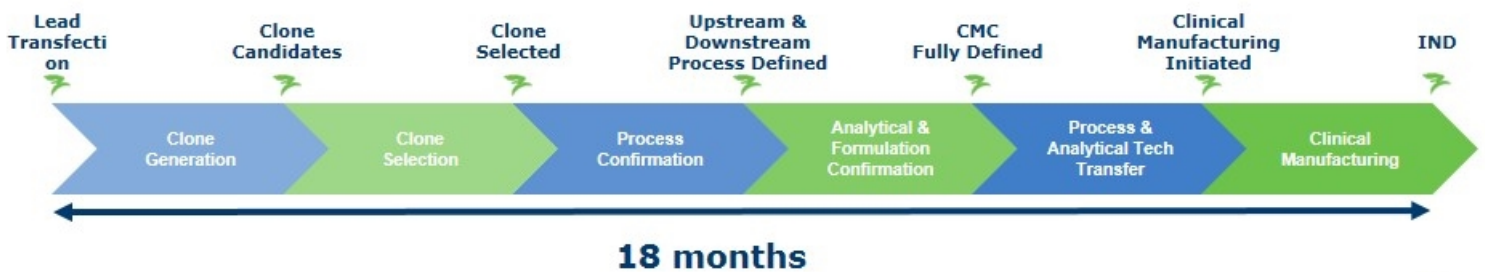 Lead
Transfecti
on
Clone
Candidates
Clone
Selected
Upstream &
Downstream
Process Defined
CMC
Fully Defined
Clinical
Manufacturing
Initiated
IND
Clone
Generation
Clone
Selection
Process
Confirmation
Analytical &
Formulation
Confirmation
Process &
Analytical Tech
Transfer
Clinical
Manufacturing
18 months